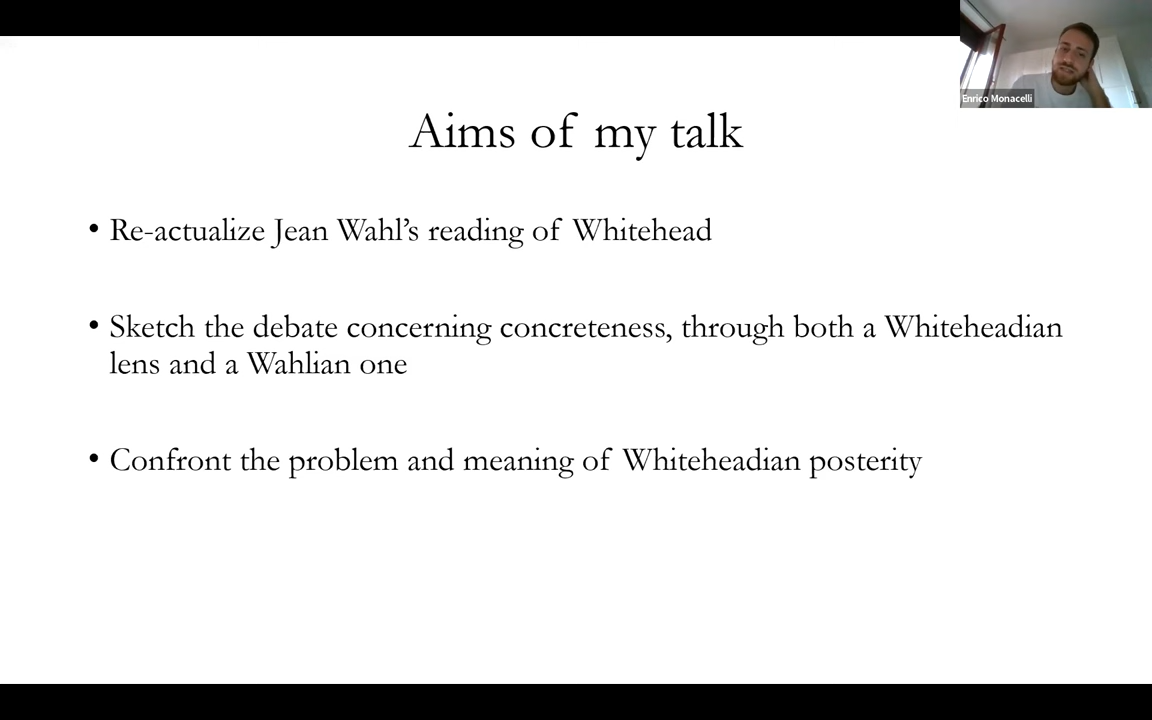 Enrico Monacelli
Aims of my talk
• Re-actualize Jean Wahl’s reading of Whitehead
• Sketch the debate concerning concreteness, through both a Whiteheadian
lens and a Wahlian one
• Confront the problem and meaning of Whiteheadian posterity